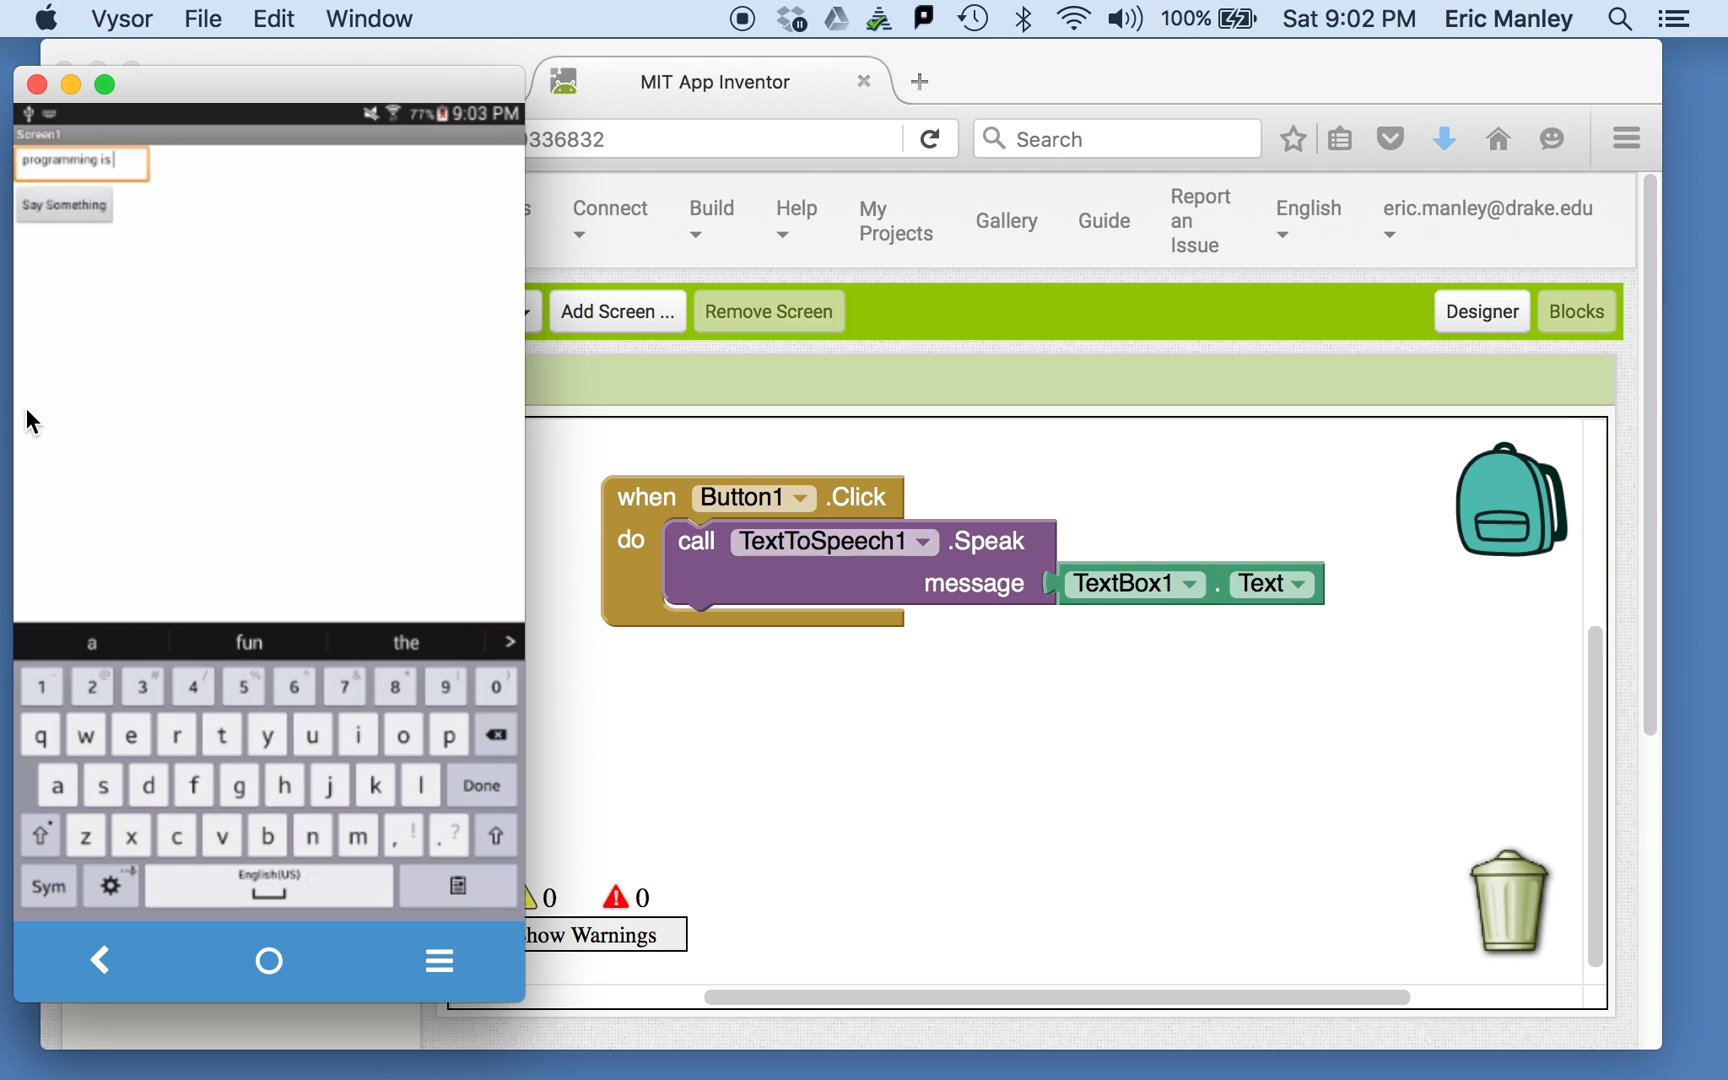 Vysor File Edit Window 100% Sat 9:02 PM Eric Manley
MIT App Inventor
77% 9:03 PM
Screen1
336832 Search
programming is
Say Something
s Connect Build Help My Projects Gallery Guide Report an Issue English eric.manley@drake.edu
Add Screen ... Remove Screen Designer Blocks
when Button1 .Click
do call TextToSpeech1 .Speak
message TextBox1 . Text
a fun the >
1 2 @ 3 # 4 / 5 % 6 ^ 7 & 8 * 9 ( 0 )
q w e r t y u i o p
a s d f g h j k l Done
z x c v b n m , ! . ?
Sym English(US)
0 0
how Warnings